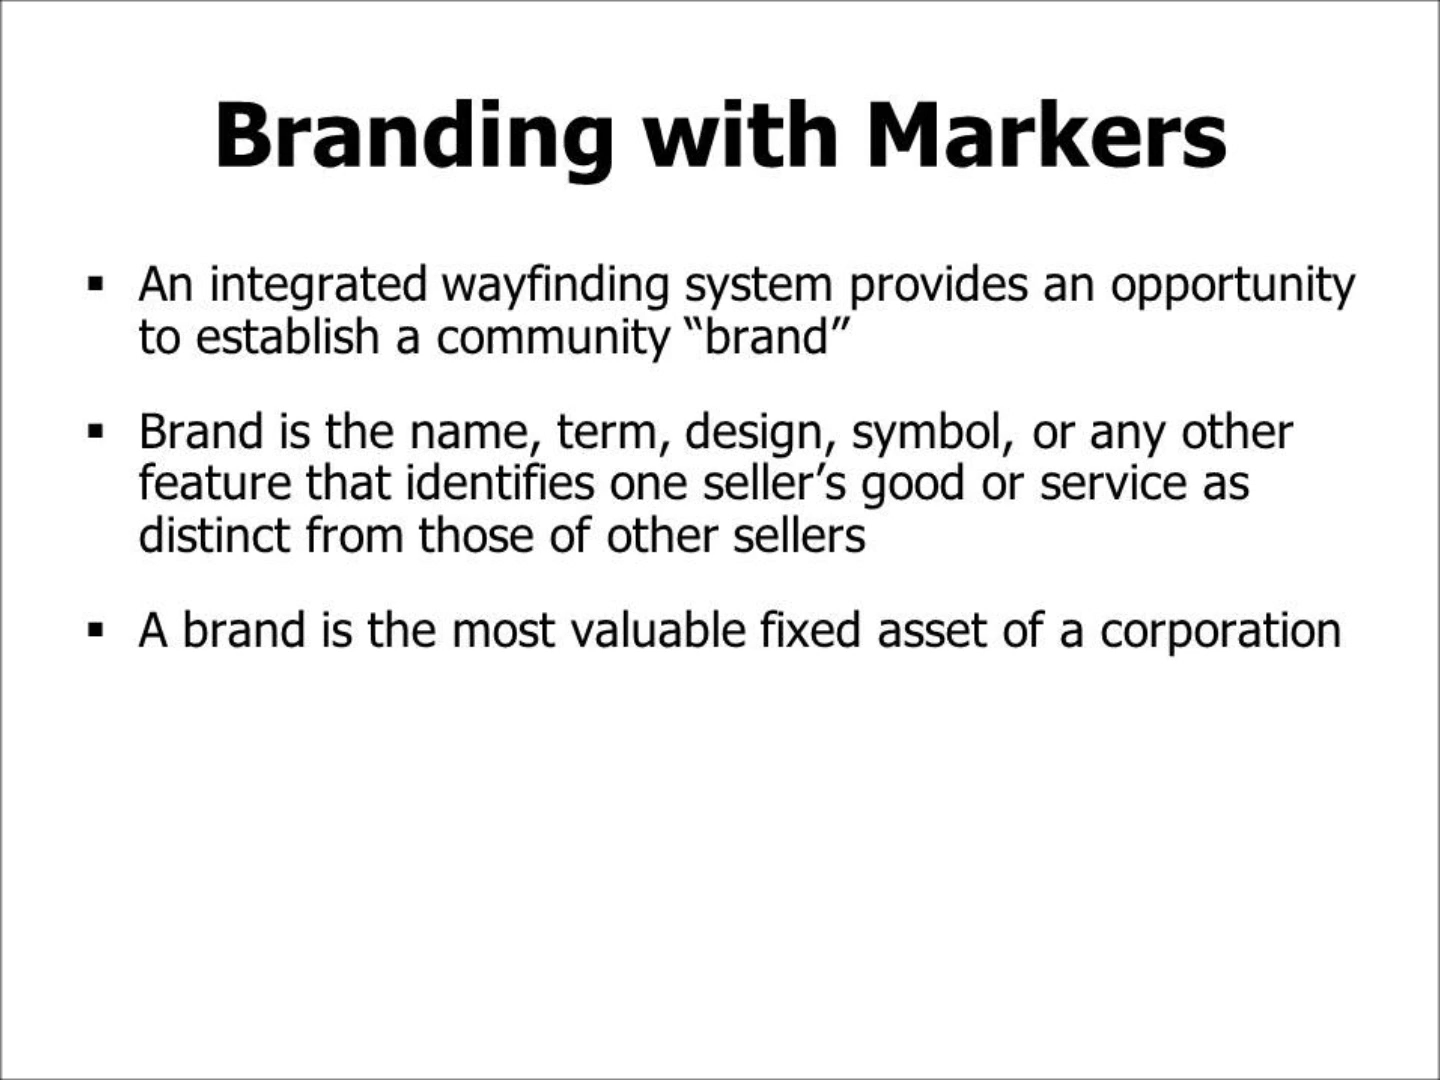 Branding with Markers
▪ An integrated wayfinding system provides an opportunity
to establish a community “brand”
▪ Brand is the name, term, design, symbol, or any other
feature that identifies one seller’s good or service as
distinct from those of other sellers
▪ A brand is the most valuable fixed asset of a corporation